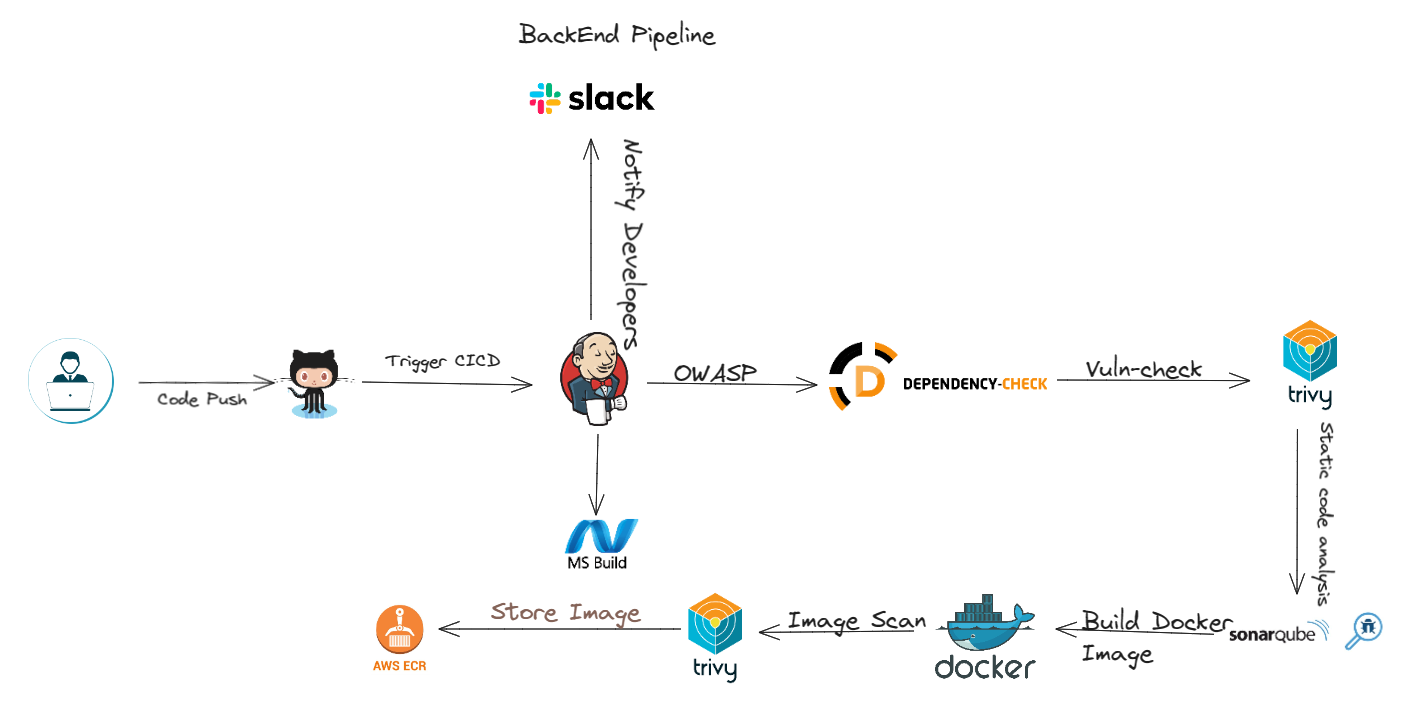 BackEnd Pipeline
slack
Notify Developers
Code Push
Trigger CICD
OWASP
D
DEPENDENCY-CHECK
Vuln-check
trivy
Static code analysis
MS Build
AWS ECR
Store Image
trivy
Image Scan
docker
Build Docker
Image
sonarqube